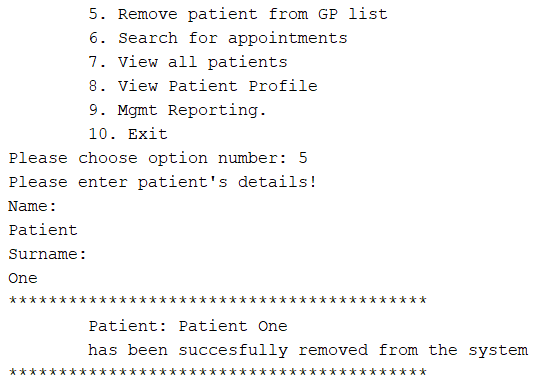 5. Remove patient from GP list
6. Search for appointments
7. View all patients
8. View Patient Profile
9. Mgmt Reporting.
10. Exit
Please choose option number: 5
Please enter patient's details!
Name:
Patient
Surname:
One
******************************************
Patient: Patient One
has been succesfully removed from the system
******************************************